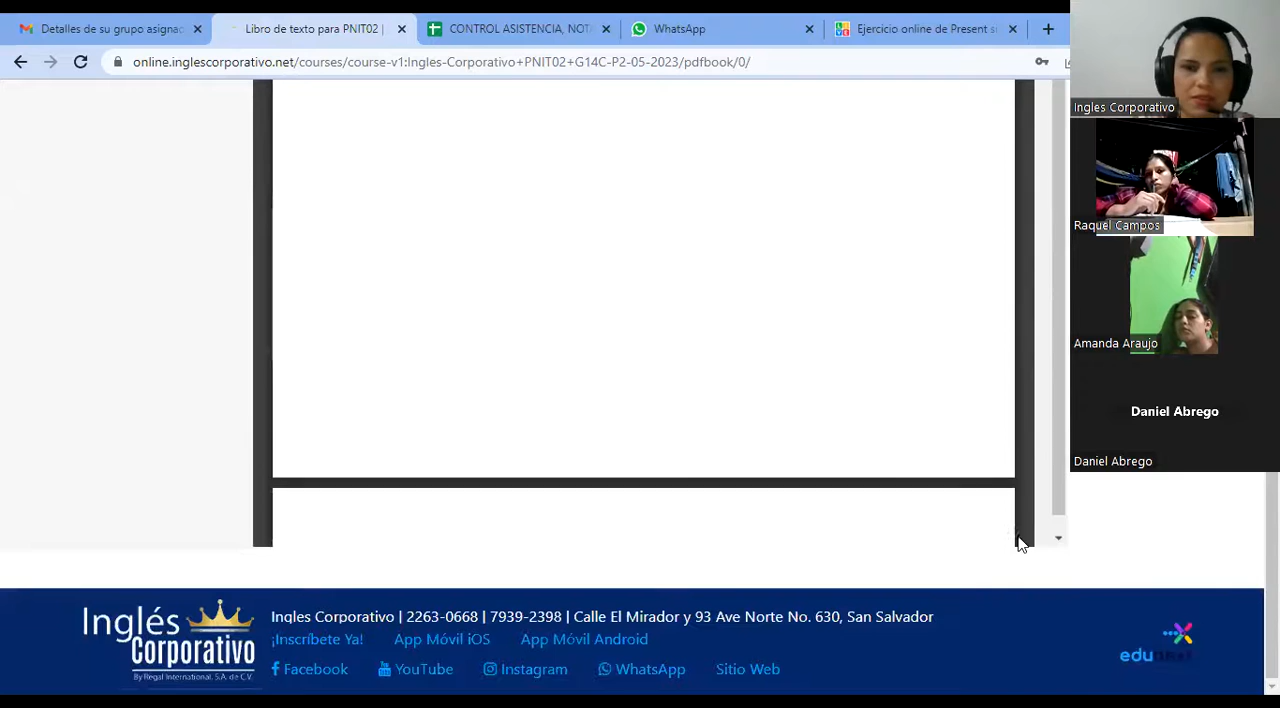 Detalles de su grupo asignac
Libro de texto para PNIT02 |
CONTROL ASISTENCIA, NOTA
WhatsApp
Ejercicio online de Present si
online.inglescorporativo.net/courses/course-v1:Ingles-Corporativo+PNIT02+G14C-P2-05-2023/pdfbook/0/
Ingles Corporativo
Raquel Campos
Amanda Araujo
Daniel Abrego
Daniel Abrego
Inglés
Corporativo
By Regal International, S.A. de C.V.
Ingles Corporativo | 2263-0668 | 7939-2398 | Calle El Mirador y 93 Ave Norte No. 630, San Salvador
¡Inscríbete Ya!
App Móvil iOS
App Móvil Android
Facebook
YouTube
Instagram
WhatsApp
Sitio Web